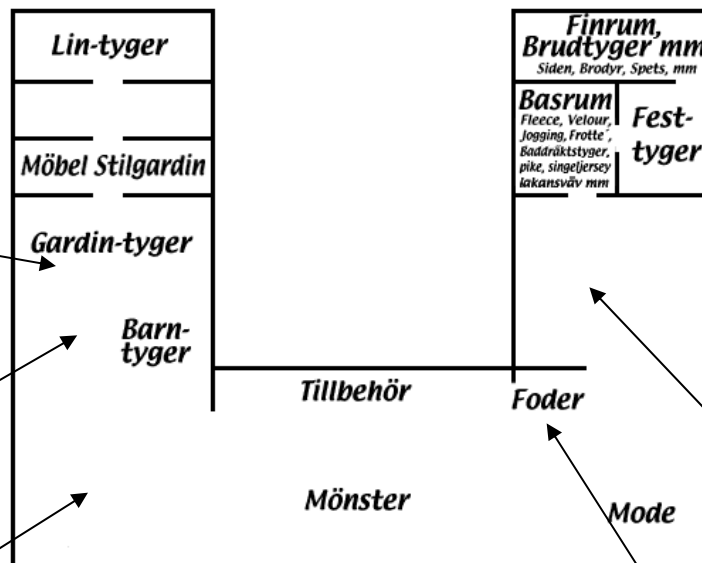 Lin-tyger
Möbel Stilgardin
Gardin-tyger
Barn-
tyger
Tillbehör
Mönster
Finrum,
Brudtyger mm
Siden, Brodyr, Spets, mm
Basrum
Fleece, Velour,
Jogging, Frotte´,
Baddräktstyger,
pike, singeljersey
lakansväv mm
Fest-
tyger
Foder
Mode